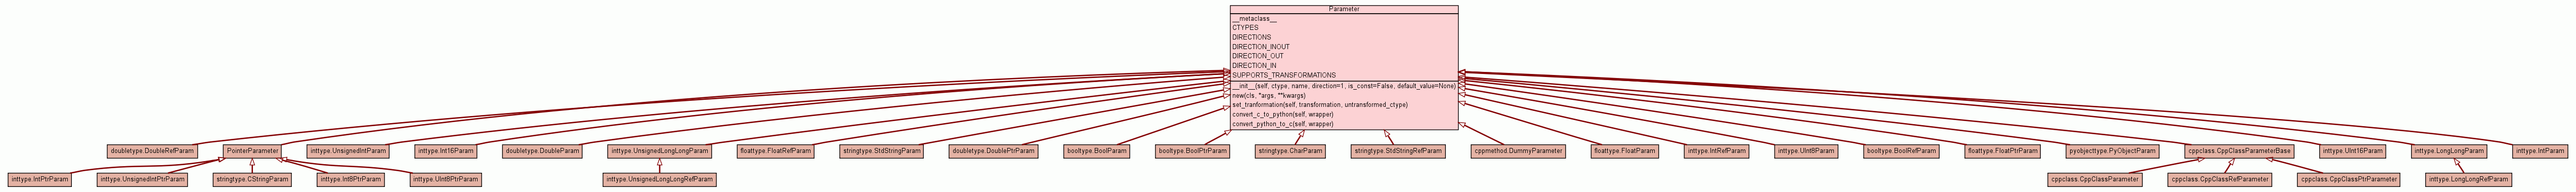 Parameter
__metaclass__
CTYPES
DIRECTIONS
DIRECTION_INOUT
DIRECTION_OUT
DIRECTION_IN
SUPPORTS_TRANSFORMATIONS
__init__(self, ctype, name, direction=1, is_const=False, default_value=None)
new(cls, *args, **kwargs)
set_tranformation(self, transformation, untransformed_ctype)
convert_c_to_python(self, wrapper)
convert_python_to_c(self, wrapper)
doubletype.DoubleRefParam
PointerParameter
inttype.UnsignedIntParam
inttype.Int16Param
doubletype.DoubleParam
inttype.UnsignedLongLongParam
floattype.FloatRefParam
stringtype.StdStringParam
doubletype.DoublePtrParam
booltype.BoolParam
booltype.BoolPtrParam
stringtype.CharParam
stringtype.StdStringRefParam
cppmethod.DummyParameter
floattype.FloatParam
inttype.IntRefParam
inttype.UInt8Param
booltype.BoolRefParam
floattype.FloatPtrParam
pyobjecttype.PyObjectParam
cppclass.CppClassParameterBase
inttype.UInt16Param
inttype.LongLongParam
inttype.IntParam
inttype.IntPtrParam
inttype.UnsignedIntPtrParam
stringtype.CStringParam
inttype.Int8PtrParam
inttype.UInt8PtrParam
inttype.UnsignedLongLongRefParam
cppclass.CppClassParameter
cppclass.CppClassRefParameter
cppclass.CppClassPtrParameter
inttype.LongLongRefParam